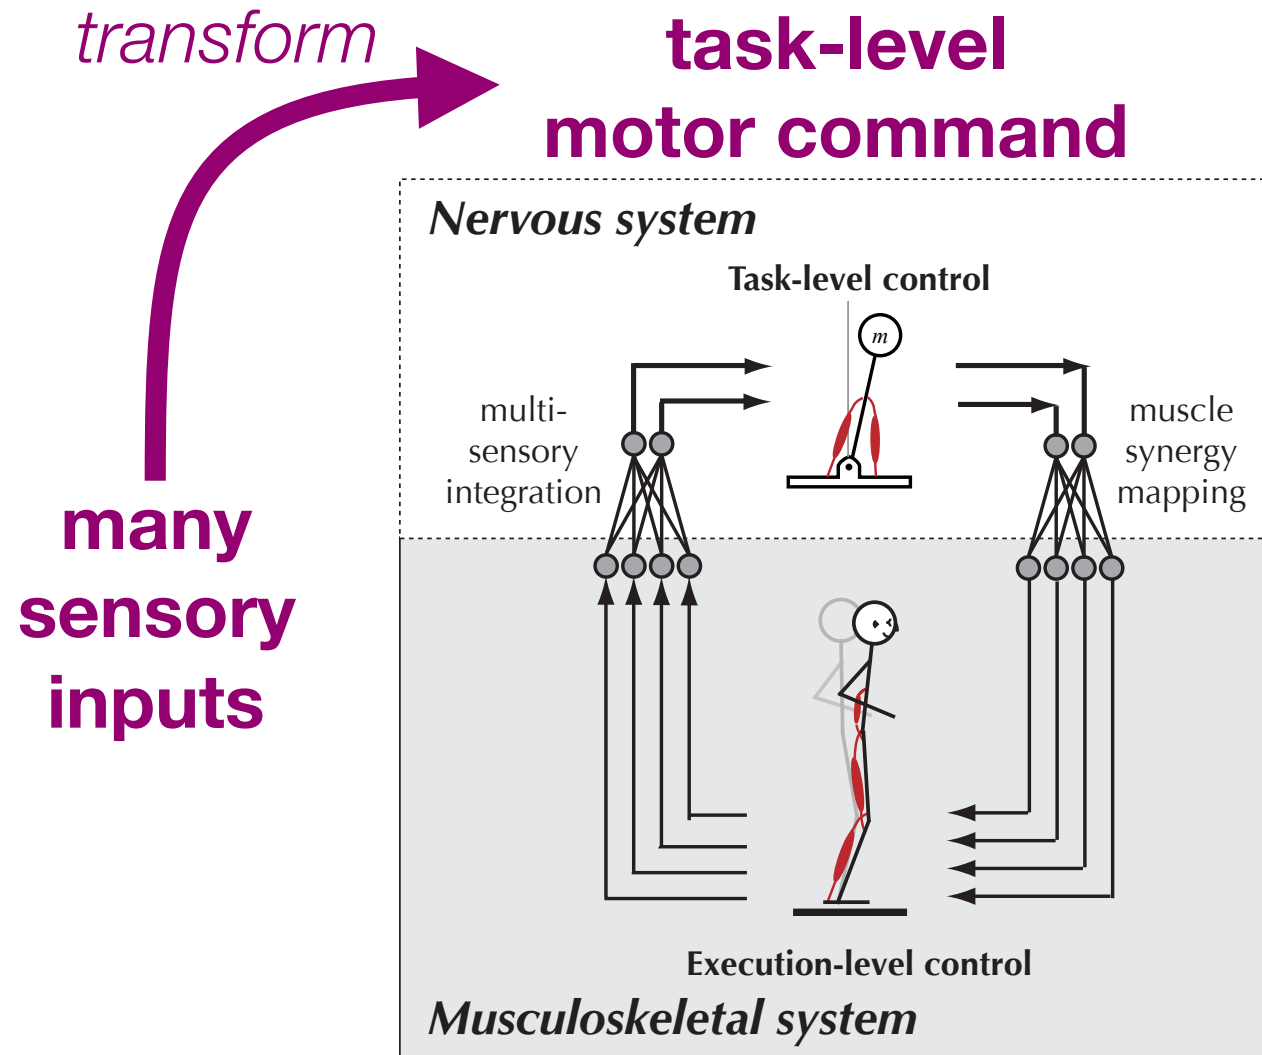 transform
task-level
motor command
many
sensory
inputs
Nervous system
Task-level control
m
multi-
sensory
integration
muscle
synergy
mapping
Execution-level control
Musculoskeletal system